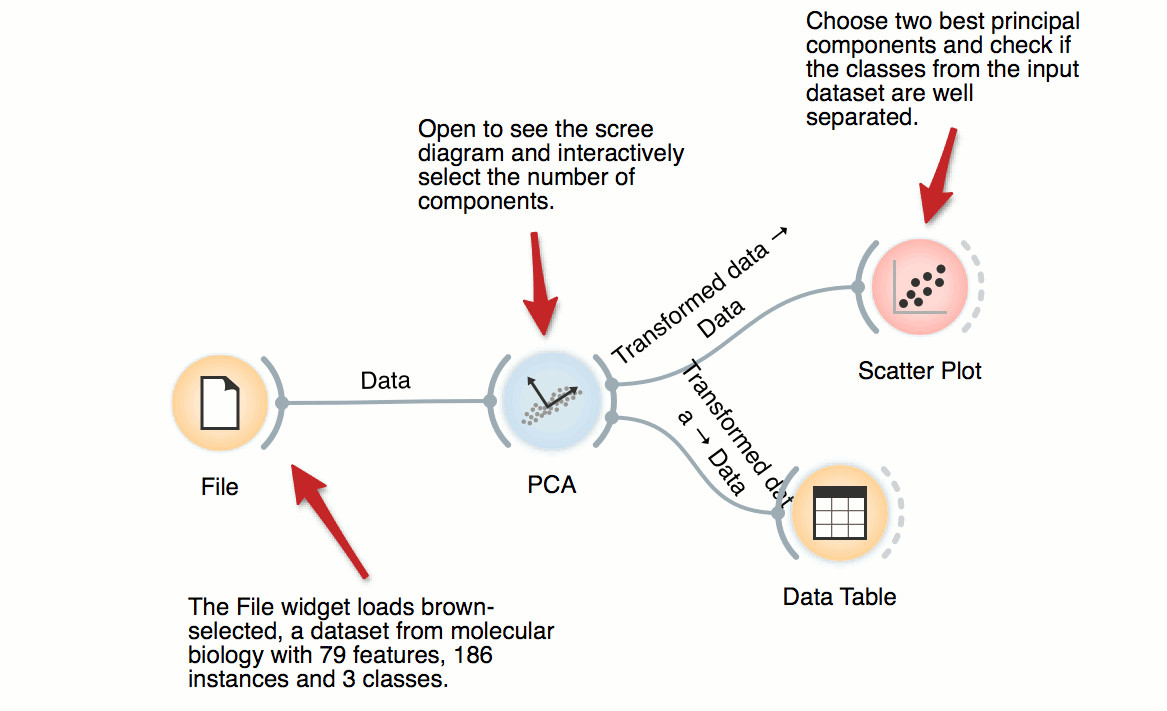 Choose two best principal
components and check if
the classes from the input
dataset are well
separated.
Open to see the scree
diagram and interactively
select the number of
components.
Transformed data →
Data
Scatter Plot
Data
File
PCA
Transformed dat
a → Data
Data Table
The File widget loads brown-
selected, a dataset from molecular
biology with 79 features, 186
instances and 3 classes.